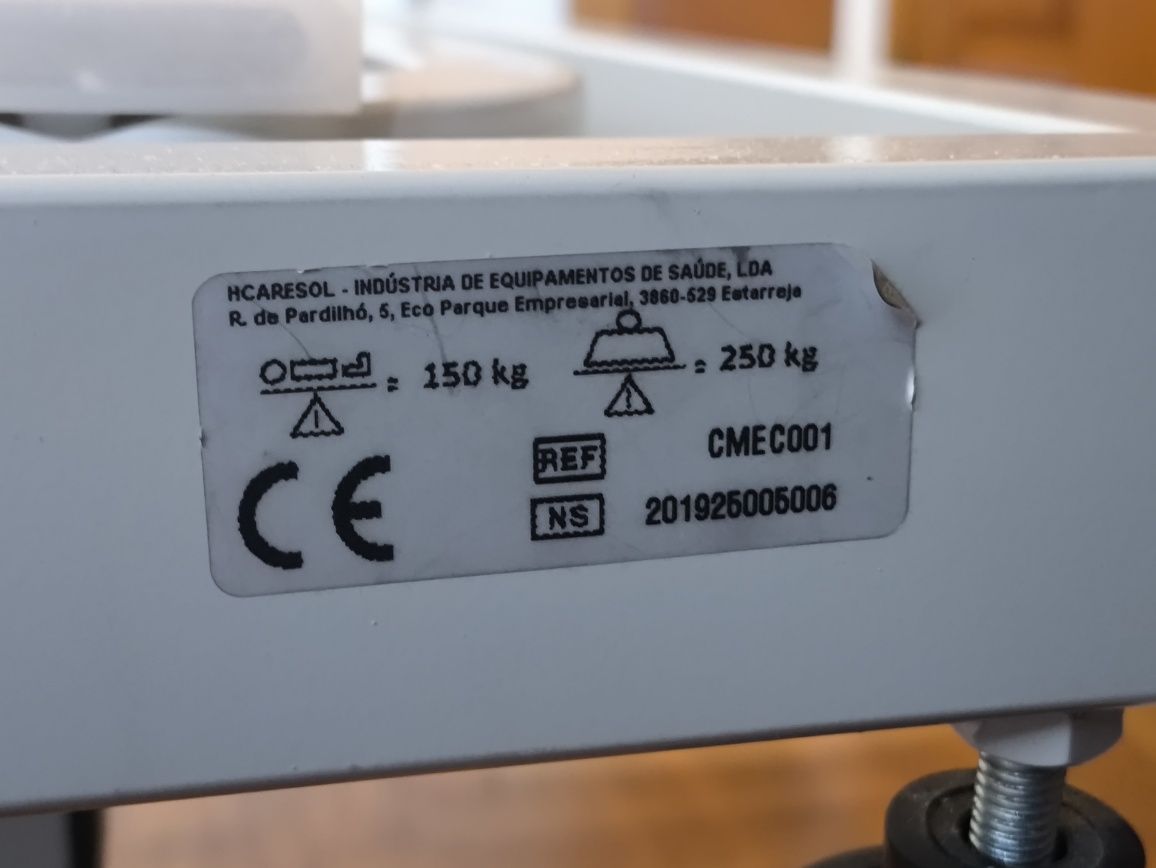 HCARESOL - INDÚSTRIA DE EQUIPAMENTOS DE SAÚDE, LDA
R. de Pardilhó, 5, Eco Parque Empresarial, 3860-529 Estarreja
= 150 kg
= 250 kg
CE
REF CMEC001
NS 201925005006